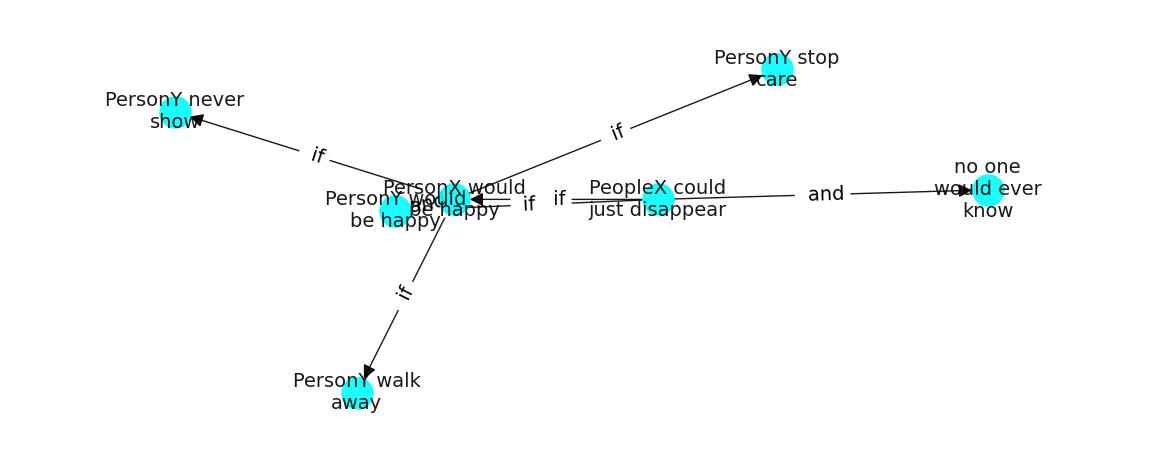 PersonY stop
care
PersonY never
show
if
if
no one
would ever
know
PersonX would
be happy
PeopleX could
just disappear
PersonY would
be happy
and
if
if
and
if
PersonY walk
away